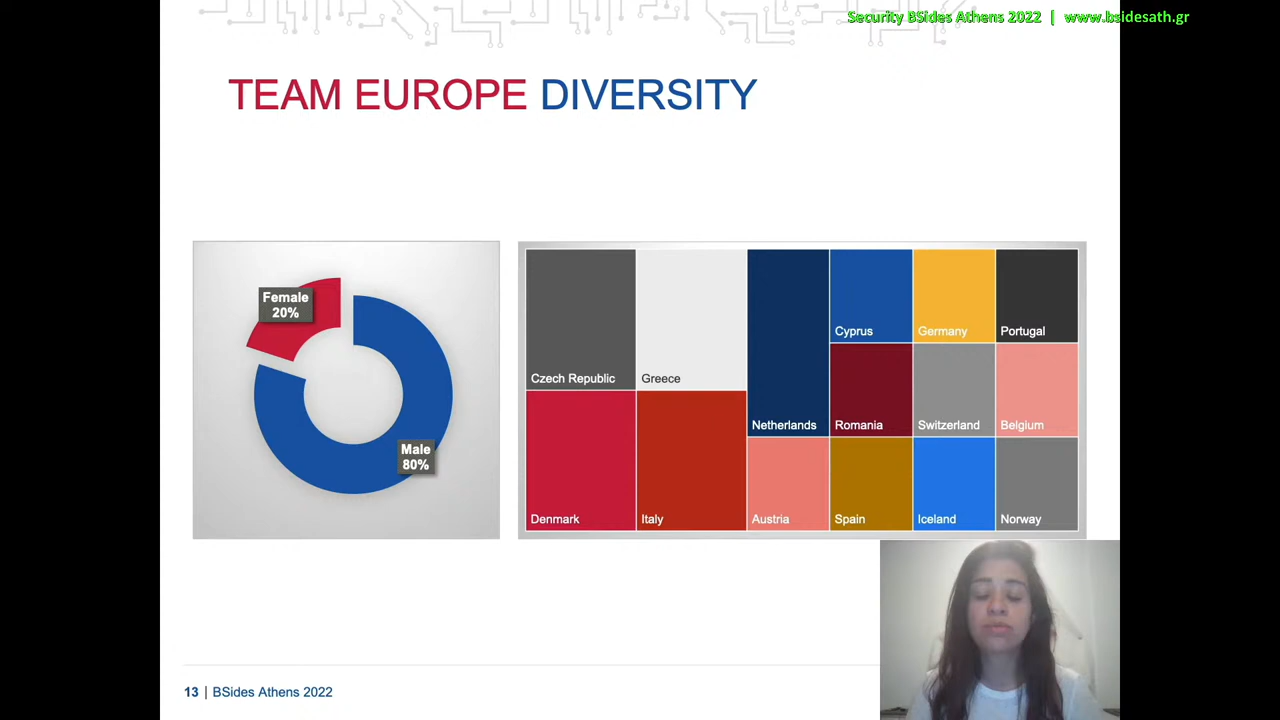 Security BSides Athens 2022 | www.bsidesath.gr
TEAM EUROPE DIVERSITY
Female
20%
Male
80%
Czech Republic
Greece
Denmark
Italy
Netherlands
Austria
Cyprus
Germany
Portugal
Romania
Switzerland
Belgium
Spain
Iceland
Norway
13 | BSides Athens 2022